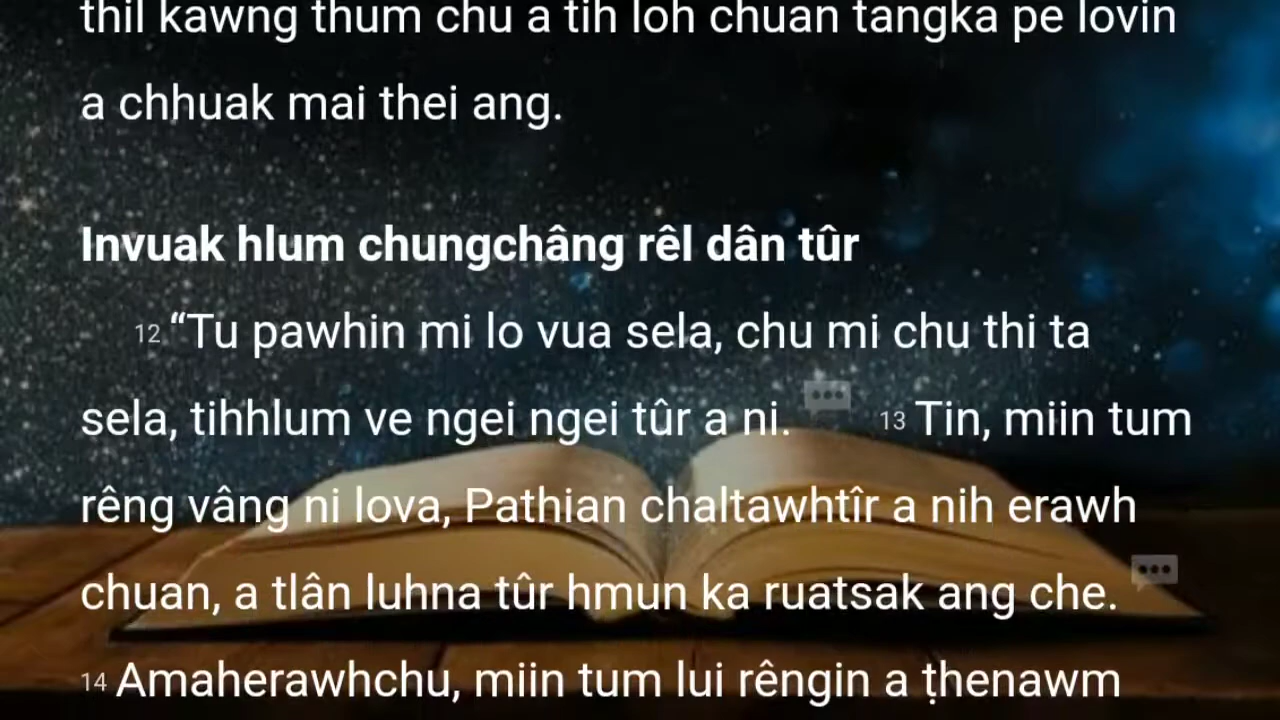 thil kawng thum chu a tih loh chuan tangka pe lovin
a chhuak mai thei ang.
Invuak hlum chungchâng rêl dân tûr
12 “Tu pawhin mi lo vua sela, chu mi chu thi ta
sela, tihhlum ve ngei ngei tûr a ni. 13 Tin, miin tum
rêng vâng ni lova, Pathian chaltawhtîr a nih erawh
chuan, a tlân luhna tûr hmun ka ruatsak ang che.
14 Amaherawhchu, miin tum lui rêngin a ṭhenawm